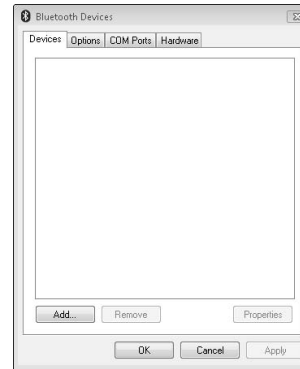 Bluetooth Devices
Devices Options COM Ports Hardware
Add... Remove Properties
OK Cancel Apply